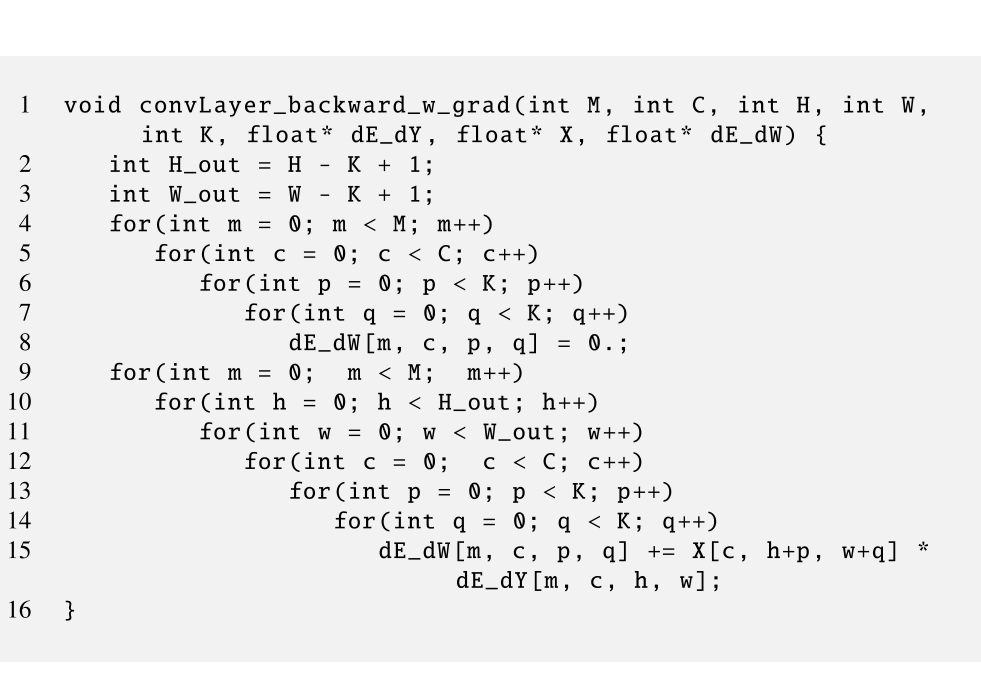 1 void convLayer_backward_w_grad(int M, int C, int H, int W,
int K, float* dE_dY, float* X, float* dE_dW) {
2 int H_out = H - K + 1;
3 int W_out = W - K + 1;
4 for(int m = 0; m < M; m++)
5 for(int c = 0; c < C; c++)
6 for(int p = 0; p < K; p++)
7 for(int q = 0; q < K; q++)
8 dE_dW[m, c, p, q] = 0.;
9 for(int m = 0; m < M; m++)
10 for(int h = 0; h < H_out; h++)
11 for(int w = 0; w < W_out; w++)
12 for(int c = 0; c < C; c++)
13 for(int p = 0; p < K; p++)
14 for(int q = 0; q < K; q++)
15 dE_dW[m, c, p, q] += X[c, h+p, w+q] *
dE_dY[m, c, h, w];
16 }